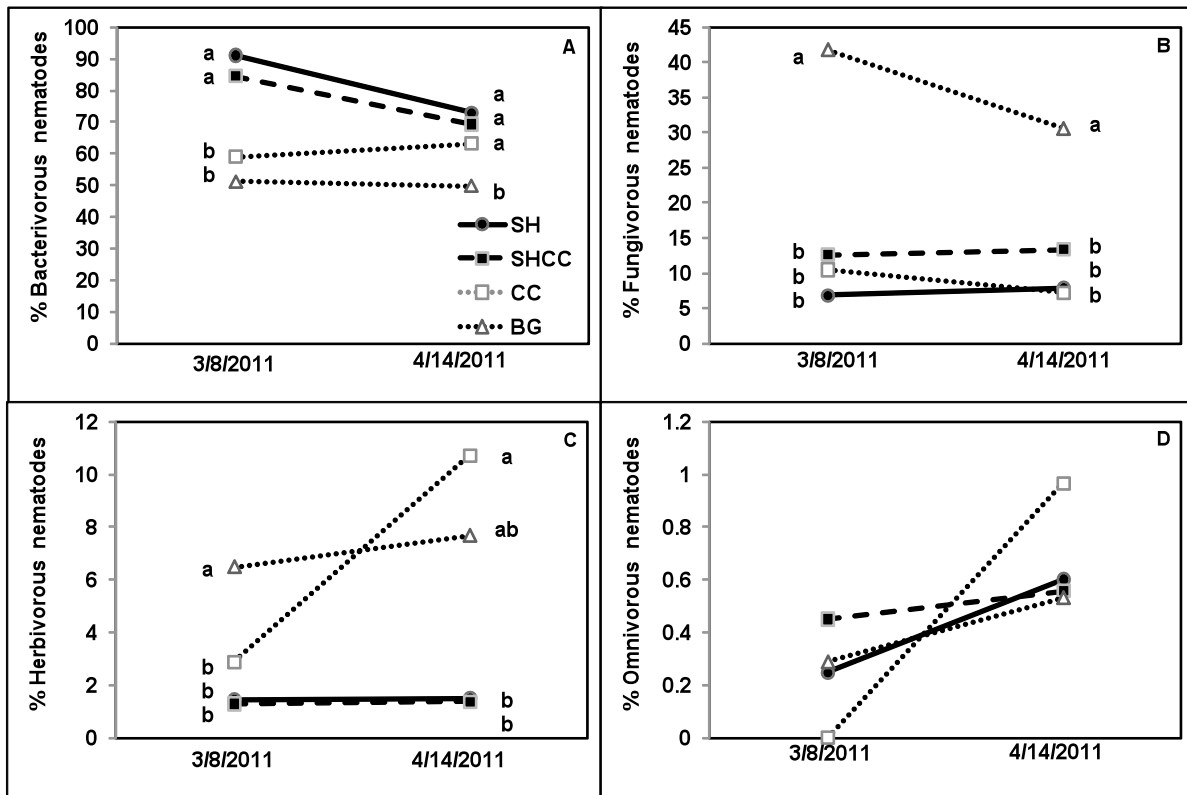 % Bacterivorous nematodes
A
100
90
80
70
60
50
40
30
20
10
0
a
a
b
b
a
a
a
b
SH
SHCC
CC
BG
3/8/2011
4/14/2011
% Fungivorous nematodes
B
45
40
35
30
25
20
15
10
5
0
a
b
b
b
a
b
b
b
3/8/2011
4/14/2011
% Herbivorous nematodes
C
12
10
8
6
4
2
0
a
b
b
b
a
ab
b
b
3/8/2011
4/14/2011
% Omnivorous nematodes
D
1.2
1
0.8
0.6
0.4
0.2
0
3/8/2011
4/14/2011